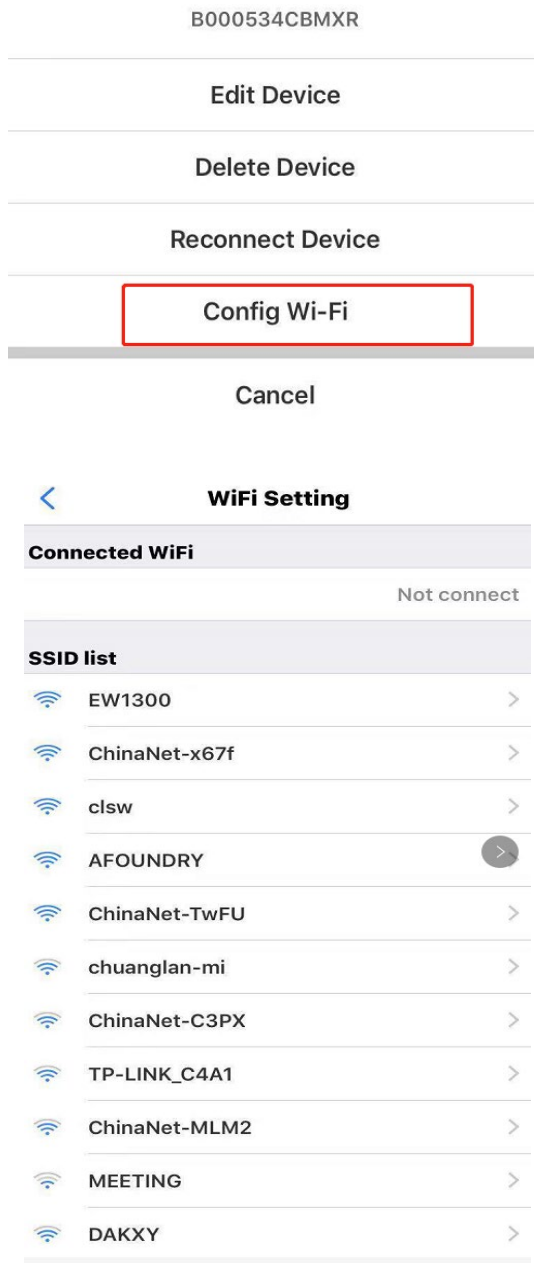 B000534CBMXR
Edit Device
Delete Device
Reconnect Device
Config Wi-Fi
Cancel
WiFi Setting
Connected WiFi
Not connect
SSID list
EW1300
ChinaNet-x67f
clsw
AFOUNDRY
ChinaNet-TwFU
chuanglan-mi
ChinaNet-C3PX
TP-LINK_C4A1
ChinaNet-MLM2
MEETING
DAKXY